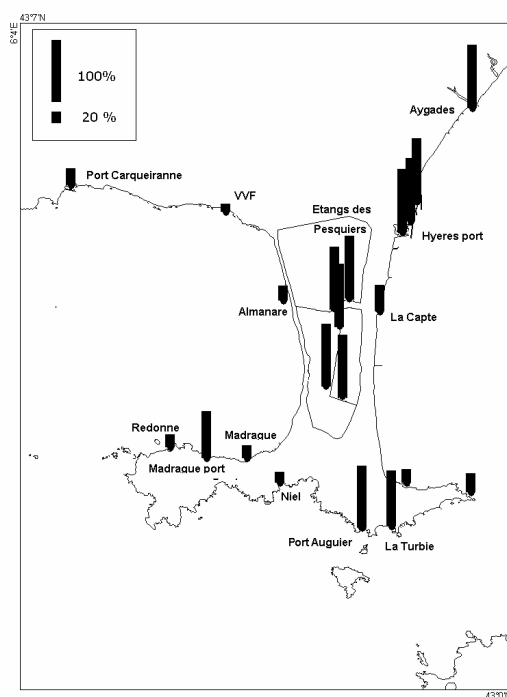 43°7'N
6°4'E
100%
20 %
Aygades
Port Carqueiranne
VVF
Etangs des
Pesquiers
Hyeres port
Almanare
La Capte
Redonne
Madrague
Madrague port
Niel
Port Auguier
La Turbie